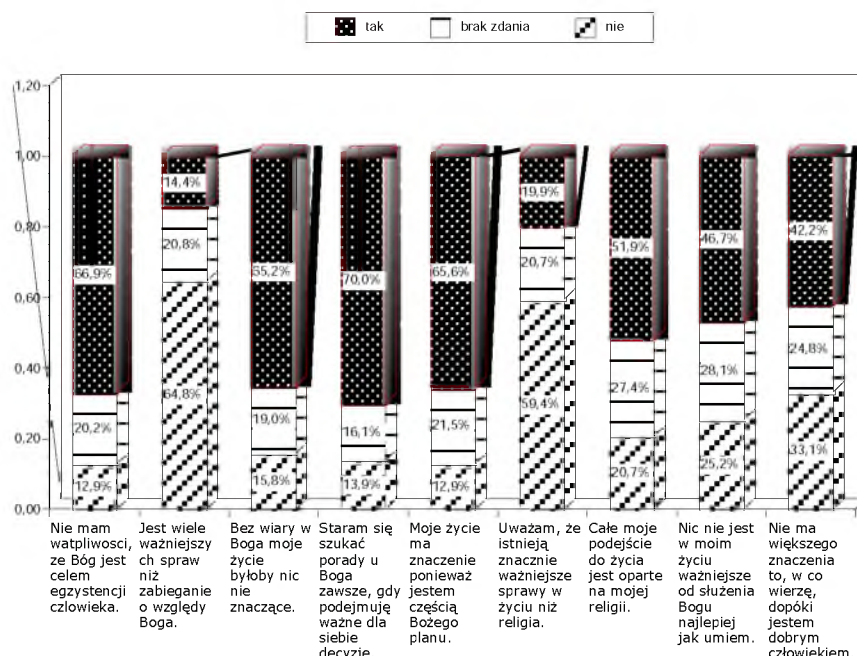 tak brak zdania nie
1,20
1,00
0,80
0,60
0,40
0,20
0,00
66,9%
20,2%
12,9%
14,4%
20,8%
64,8%
65,2%
19,0%
15,8%
70,0%
16,1%
13,9%
65,6%
21,5%
12,9%
19,9%
20,7%
59,4%
51,9%
27,4%
20,7%
46,7%
28,1%
25,2%
42,2%
24,8%
33,1%
Nie mam
watpliwosci,
ze Bóg jest
celem
egzystencji
czlowieka.
Jest wiele
ważniejszy
ch spraw
niż
zabieganie
o względy
Boga.
Bez wiary w
Boga moje
życie
byłoby nic
nie
znaczące.
Staram się
szukać
porady u
Boga
zawsze, gdy
podejmuję
ważne dla
siebie
decyzje
Moje życie
ma
znaczenie
ponieważ
jestem
częścią
Bożego
planu.
Uważam, że
istnieją
znacznie
ważniejsze
sprawy w
życiu niż
religia.
Całe moje
podejście
do życia
jest oparte
na mojej
religii.
Nic nie jest
w moim
życiu
ważniejsze
od służenia
Bogu
najlepiej
jak umiem.
Nie ma
większego
znaczenia
to, w co
wierzę,
dopóki
jestem
dobrym
człowiekiem